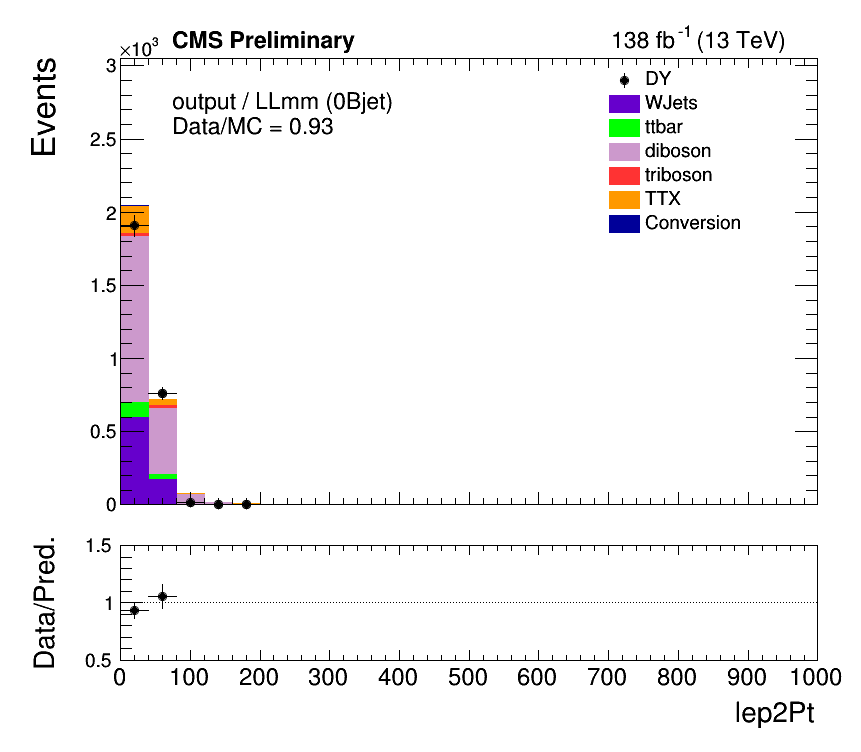 CMS Preliminary
138 fb-1 (13 TeV)
×10³
Events
3
2.5
2
1.5
1
0.5
0
output / LLmm (0Bjet)
Data/MC = 0.93
DY
WJets
ttbar
diboson
triboson
TTX
Conversion
Data/Pred.
1.5
1
0.5
0 100 200 300 400 500 600 700 800 900 1000
lep2Pt